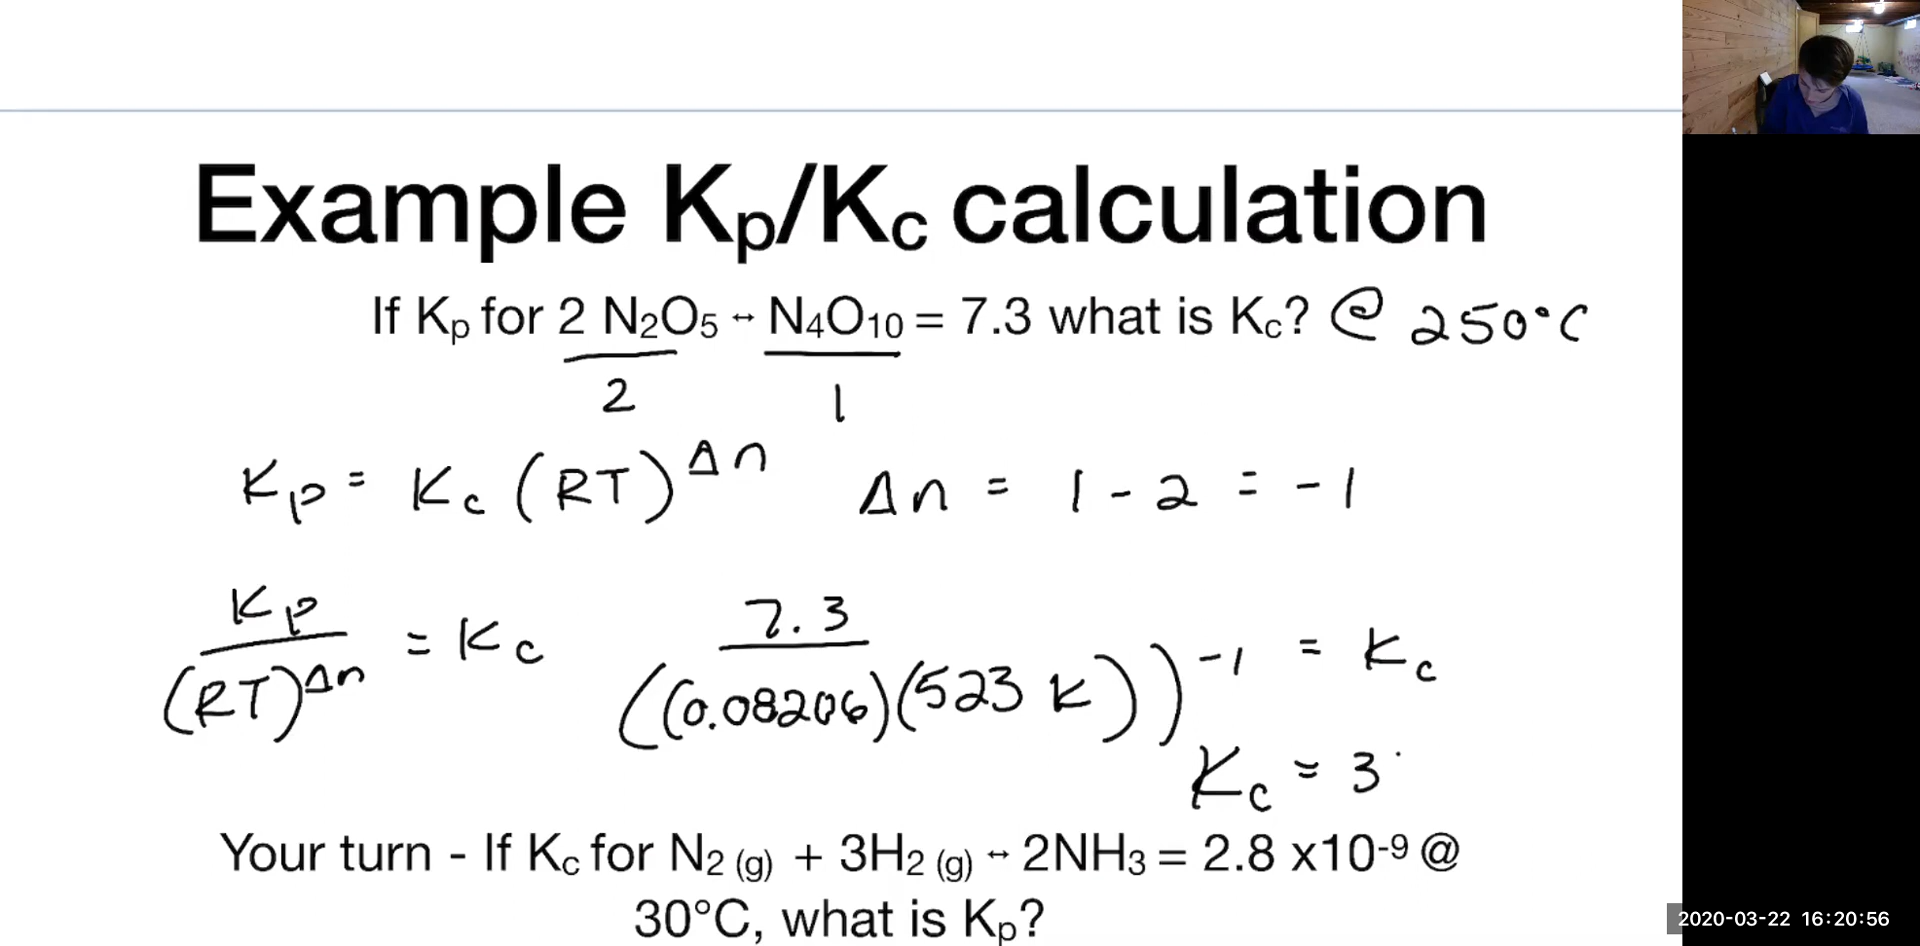 Example Kp/Kc calculation
If Kp for 2 N2O5 ↔ N4O10 = 7.3 what is Kc? @ 250°C
2 1
Kp = Kc (RT)^Δn Δn = 1 - 2 = -1
Kp/(RT)^Δn = Kc 7.3/((0.08206)(523 K))^-1 = Kc
Kc = 3
Your turn - If Kc for N2 (g) + 3H2 (g) ↔ 2NH3 = 2.8 x10-9 @
30°C, what is Kp?
2020-03-22 16:20:56